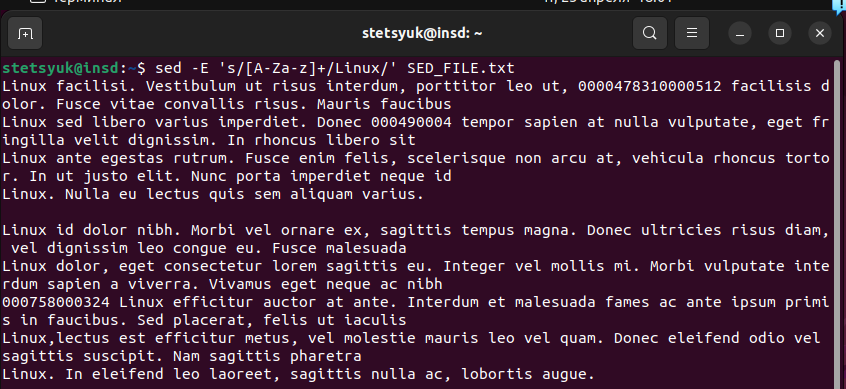 Терминал
stetsyuk@insd: ~
stetsyuk@insd:~$ sed -E 's/[A-Za-z]+/Linux/' SED_FILE.txt
Linux facilisi. Vestibulum ut risus interdum, porttitor leo ut, 0000478310000512 facilisis d
olor. Fusce vitae convallis risus. Mauris faucibus
Linux sed libero varius imperdiet. Donec 000490004 tempor sapien at nulla vulputate, eget fr
ingilla velit dignissim. In rhoncus libero sit
Linux ante egestas rutrum. Fusce enim felis, scelerisque non arcu at, vehicula rhoncus torto
r. In ut justo elit. Nunc porta imperdiet neque id
Linux. Nulla eu lectus quis sem aliquam varius.
Linux id dolor nibh. Morbi vel ornare ex, sagittis tempus magna. Donec ultricies risus diam,
vel dignissim leo congue eu. Fusce malesuada
Linux dolor, eget consectetur lorem sagittis eu. Integer vel mollis mi. Morbi vulputate inte
rdum sapien a viverra. Vivamus eget neque ac nibh
000758000324 Linux efficitur auctor at ante. Interdum et malesuada fames ac ante ipsum primi
s in faucibus. Sed placerat, felis ut iaculis
Linux,lectus est efficitur metus, vel molestie mauris leo vel quam. Donec eleifend odio vel
sagittis suscipit. Nam sagittis pharetra
Linux. In eleifend leo laoreet, sagittis nulla ac, lobortis augue.